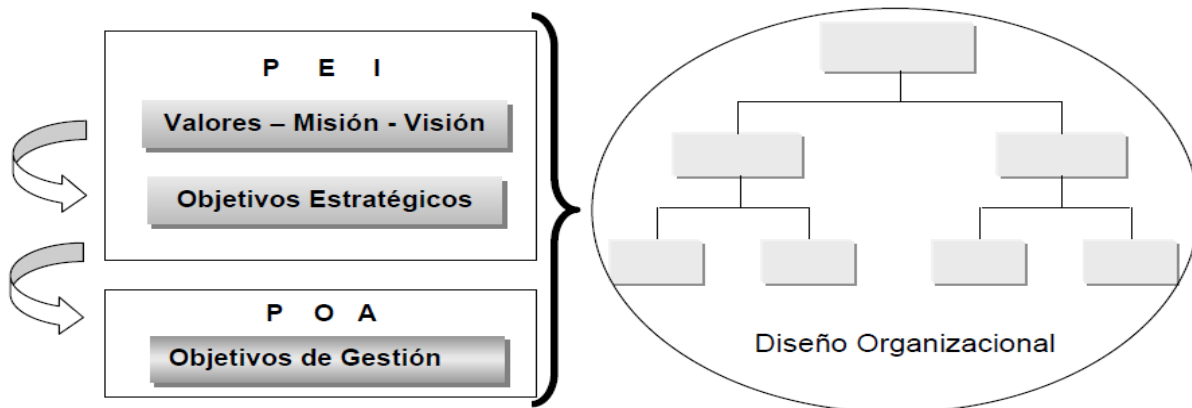 P E I
Valores – Misión - Visión
Objetivos Estratégicos
P O A
Objetivos de Gestión
Diseño Organizacional